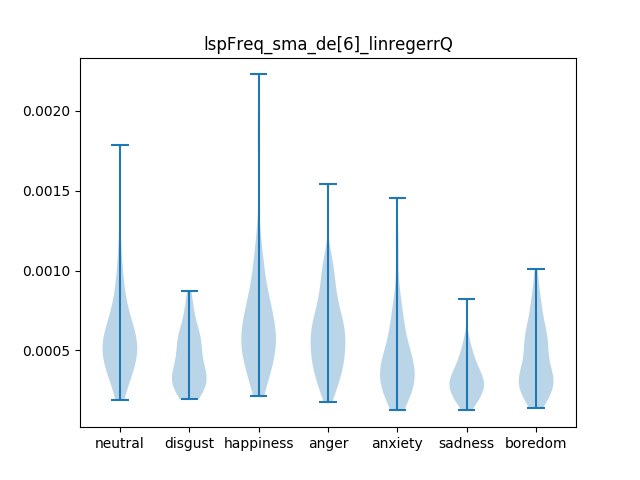 lspFreq_sma_de[6]_linregerrQ
0.0020
0.0015
0.0010
0.0005
neutral disgust happiness anger anxiety sadness boredom